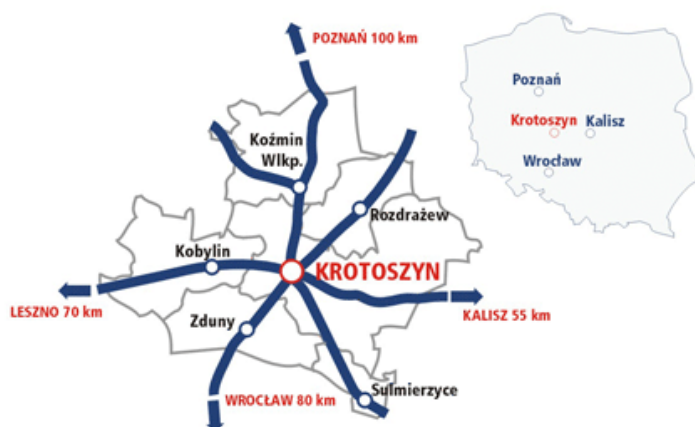 POZNAŃ 100 km
Poznań
Krotoszyn
Kalisz
Wrocław
Koźmin
Wlkp.
Rozdrażew
Kobylin
KROTOSZYN
LESZNO 70 km
KALISZ 55 km
Zduny
WROCŁAW 80 km
Sulmierzyce